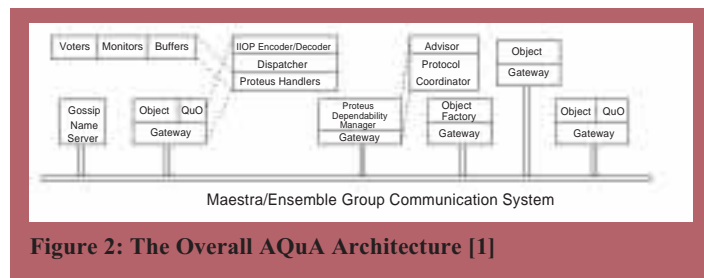 Voters Monitors Buffers
IIOP Encoder/Decoder
Dispatcher
Proteus Handlers
Advisor
Protocol
Coordinator
Object
Gateway
Gossip
Name
Server
Object QuO
Gateway
Proteus
Dependability
Manager
Gateway
Object
Factory
Gateway
Object QuO
Gateway
Maestra/Ensemble Group Communication System
Figure 2: The Overall AQuA Architecture [1]